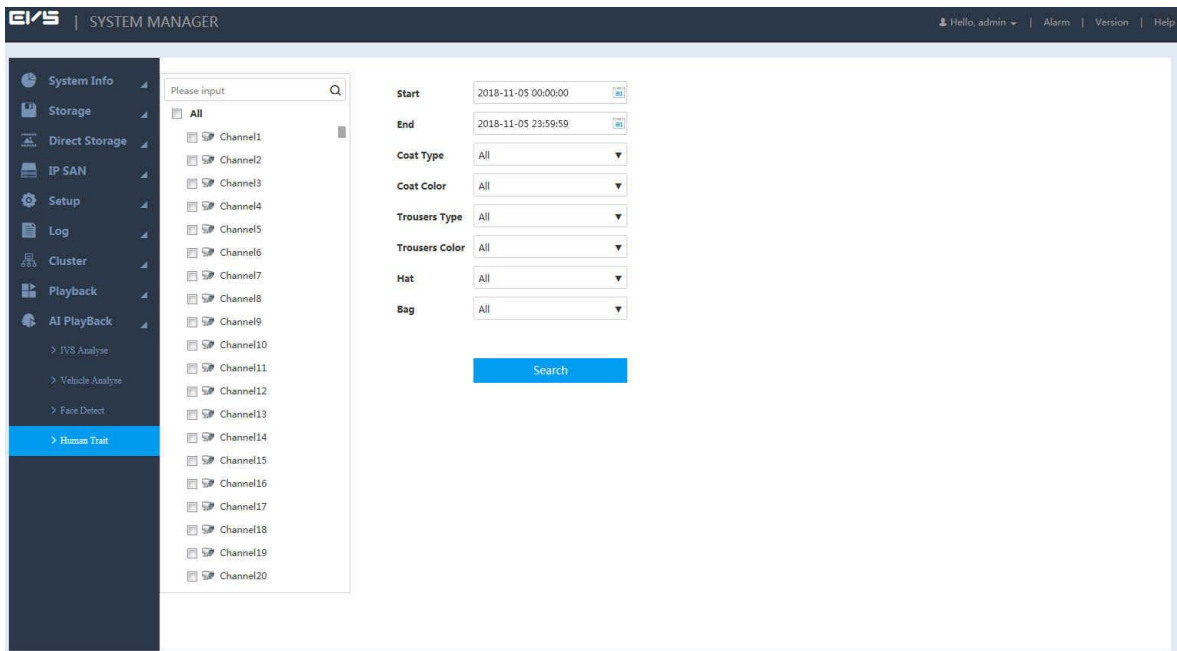 EVS | SYSTEM MANAGER
Hello, admin | Alarm | Version | Help
System Info
Storage
Direct Storage
IP SAN
Setup
Log
Cluster
Playback
AI PlayBack
> IVS Analyse
> Vehicle Analyse
> Face Detect
> Human Trait
Please input
All
Channel1
Channel2
Channel3
Channel4
Channel5
Channel6
Channel7
Channel8
Channel9
Channel10
Channel11
Channel12
Channel13
Channel14
Channel15
Channel16
Channel17
Channel18
Channel19
Channel20
Start 2018-11-05 00:00:00
End 2018-11-05 23:59:59
Coat Type All
Coat Color All
Trousers Type All
Trousers Color All
Hat All
Bag All
Search